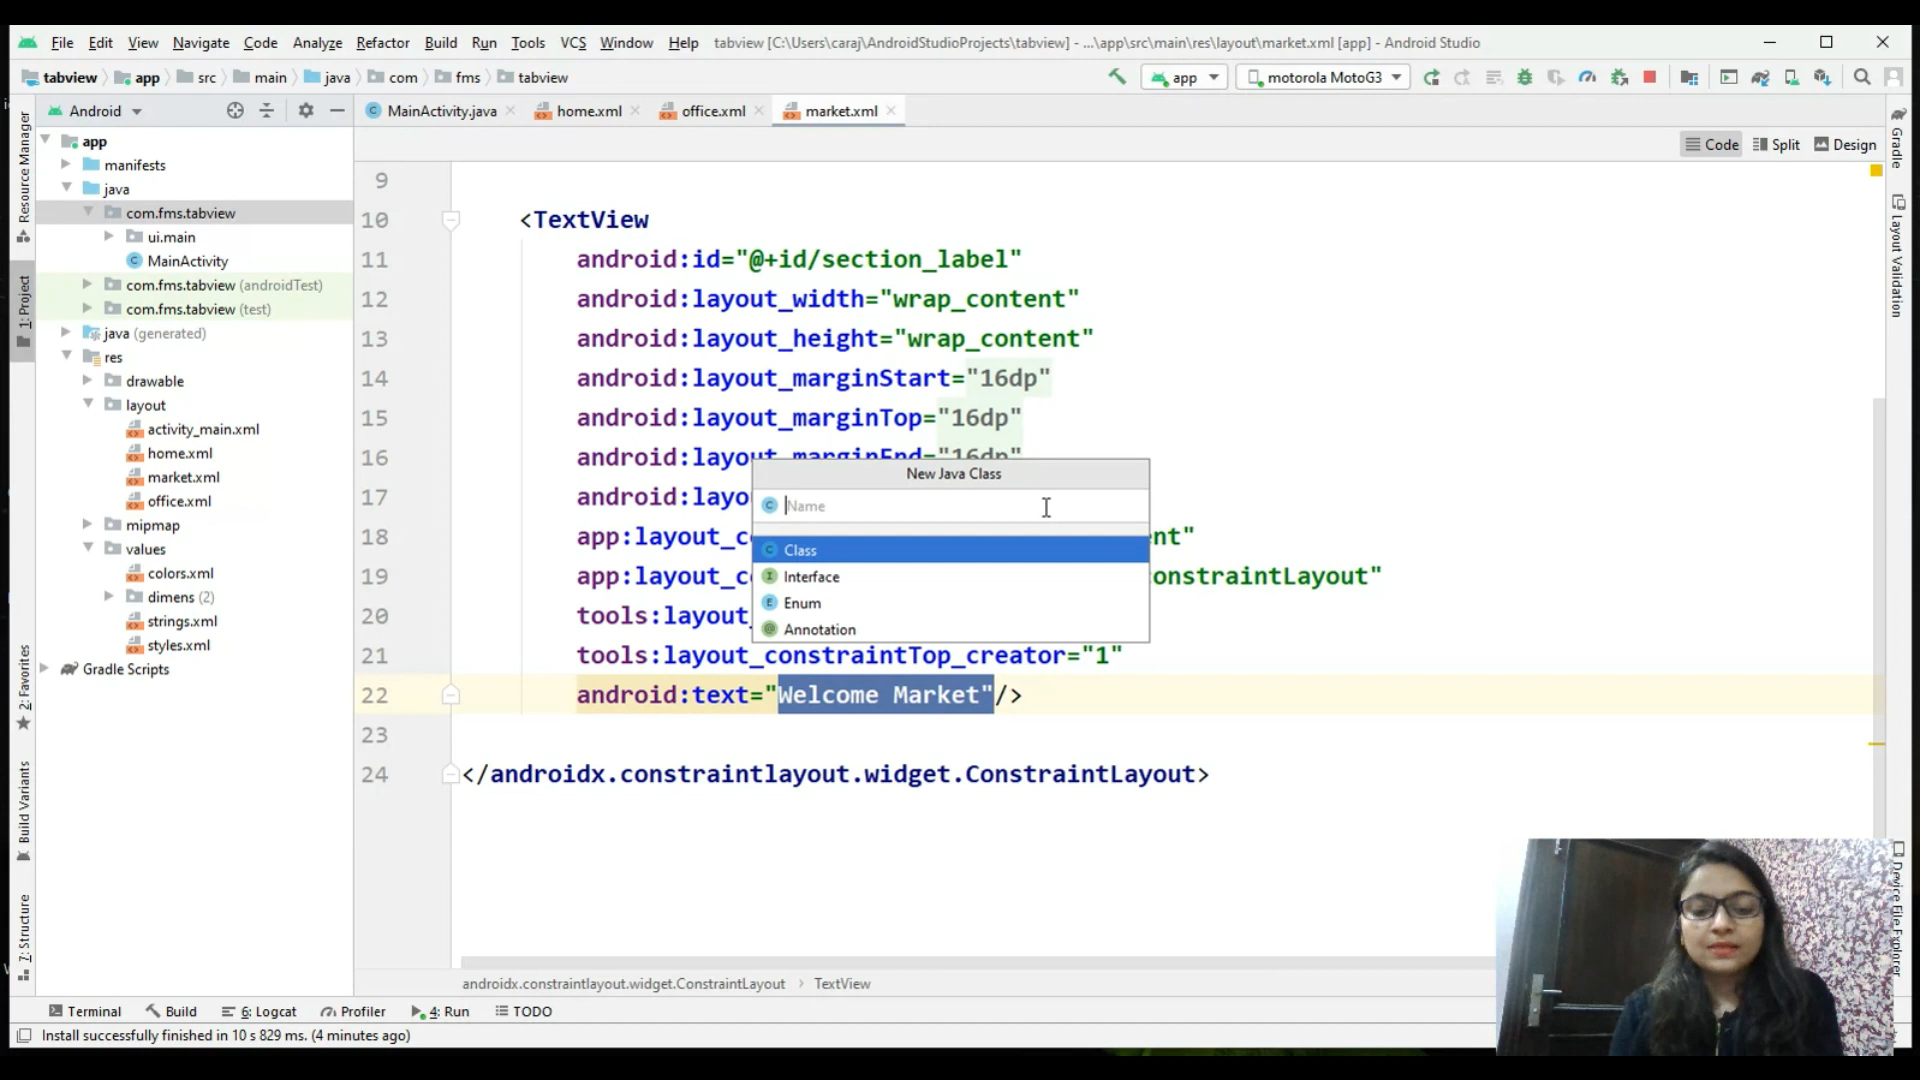 File Edit View Navigate Code Analyze Refactor Build Run Tools VCS Window Help tabview [C:\Users\caraj\AndroidStudioProjects\tabview] - ...\app\src\main\res\layout\market.xml [app] - Android Studio
tabview app src main java com fms tabview app motorola MotoG3
Android MainActivity.java home.xml office.xml market.xml
Code Split Design
app
manifests
java
com.fms.tabview
ui.main
MainActivity
com.fms.tabview (androidTest)
com.fms.tabview (test)
java (generated)
res
drawable
layout
activity_main.xml
home.xml
market.xml
office.xml
mipmap
values
colors.xml
dimens (2)
strings.xml
styles.xml
Gradle Scripts
Resource Manager
1: Project
2: Favorites
Build Variants
7: Structure
9
10 <TextView
11 android:id="@+id/section_label"
12 android:layout_width="wrap_content"
13 android:layout_height="wrap_content"
14 android:layout_marginStart="16dp"
15 android:layout_marginTop="16dp"
16 android:layout_marginEnd="16dp"
17 android:layo
18 app:layout_c nt"
19 app:layout_c onstraintLayout"
20 tools:layout_
21 tools:layout_constraintTop_creator="1"
22 android:text="Welcome Market"/>
23
24 </androidx.constraintlayout.widget.ConstraintLayout>
New Java Class
Name
Class
Interface
Enum
Annotation
Gradle
Layout Validation
Device File Explorer
androidx.constraintlayout.widget.ConstraintLayout › TextView
Terminal Build 6: Logcat Profiler 4: Run TODO
Install successfully finished in 10 s 829 ms. (4 minutes ago)